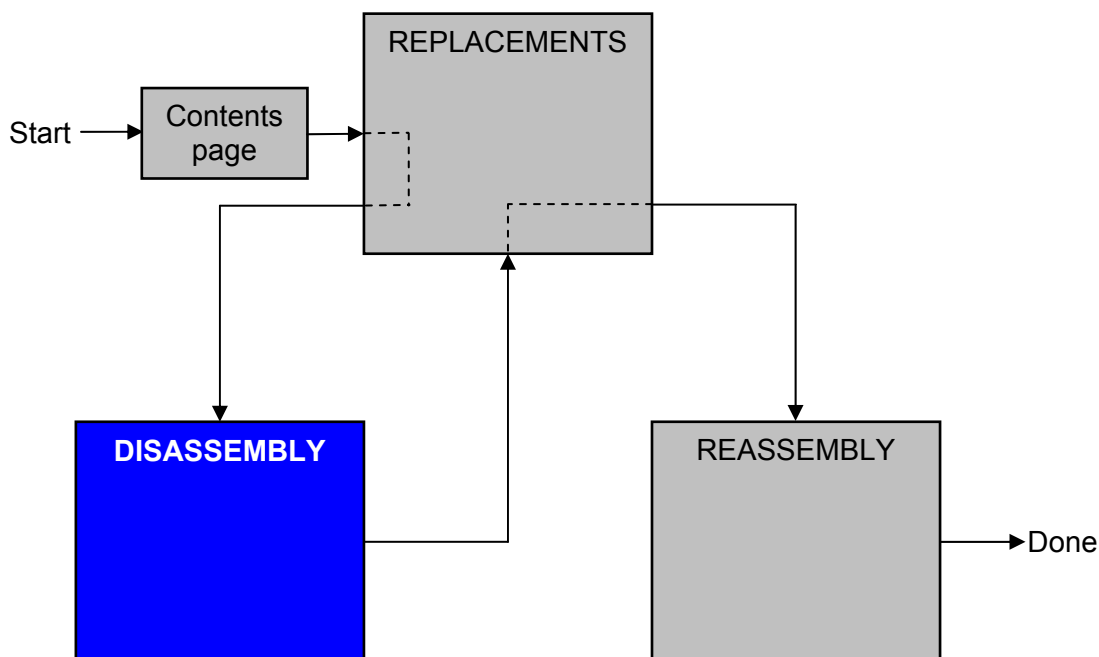 REPLACEMENTS
Start
Contents
page
DISASSEMBLY
REASSEMBLY
Done